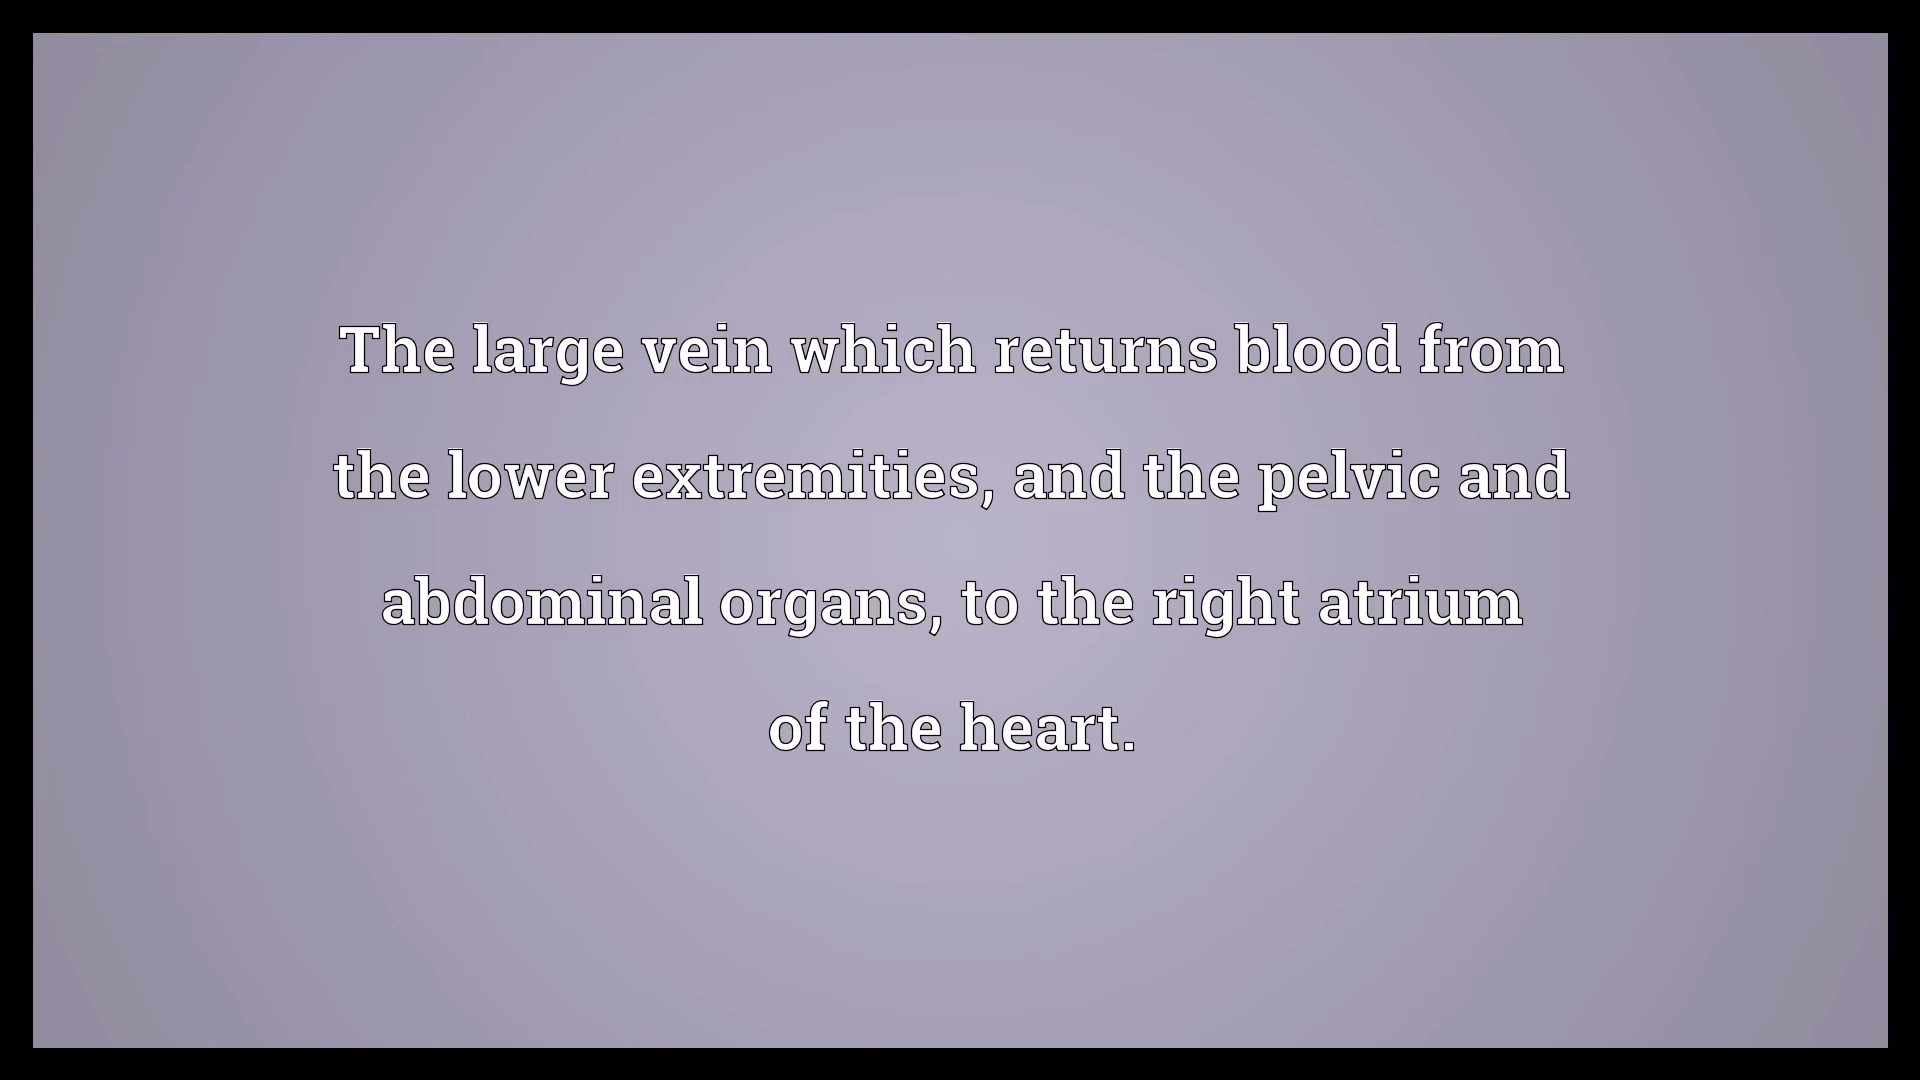 The large vein which returns blood from
the lower extremities, and the pelvic and
abdominal organs, to the right atrium
of the heart.